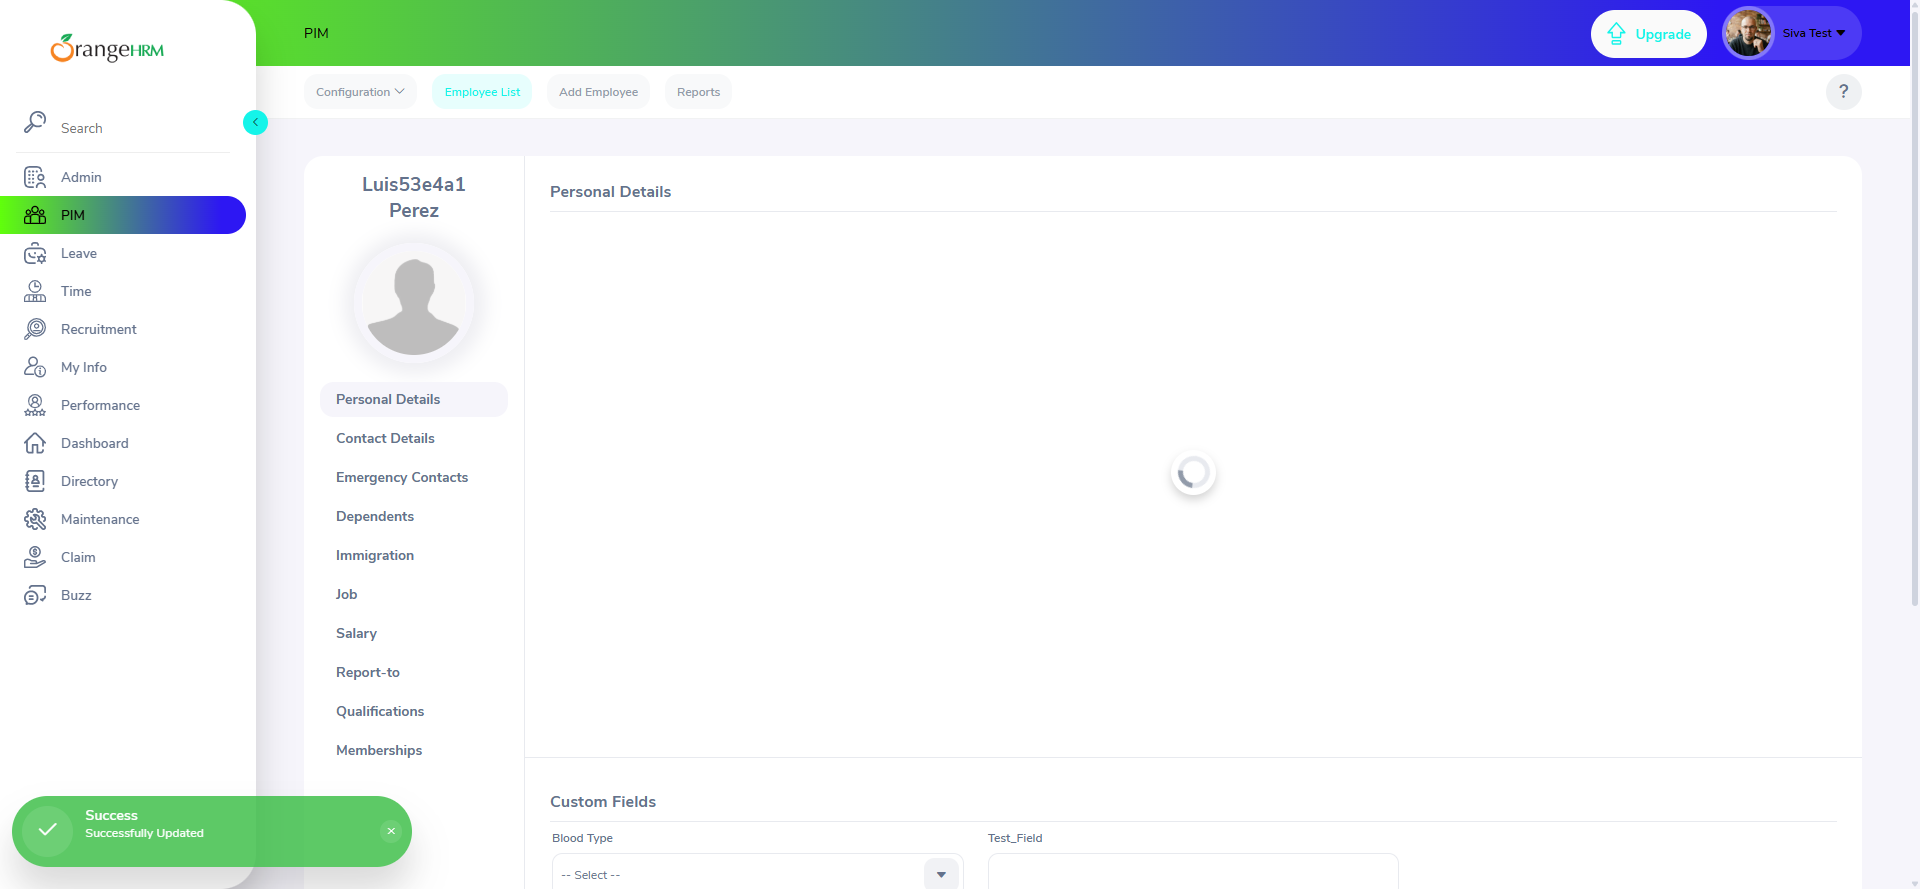 OrangeHRM
PIM
Upgrade
Siva Test
Configuration
Employee List
Add Employee
Reports
?
Search
Admin
PIM
Leave
Time
Recruitment
My Info
Performance
Dashboard
Directory
Maintenance
Claim
Buzz
Luis53e4a1
Perez
Personal Details
Contact Details
Emergency Contacts
Dependents
Immigration
Job
Salary
Report-to
Qualifications
Memberships
Personal Details
Custom Fields
Blood Type
Test_Field
-- Select --
Success
Successfully Updated